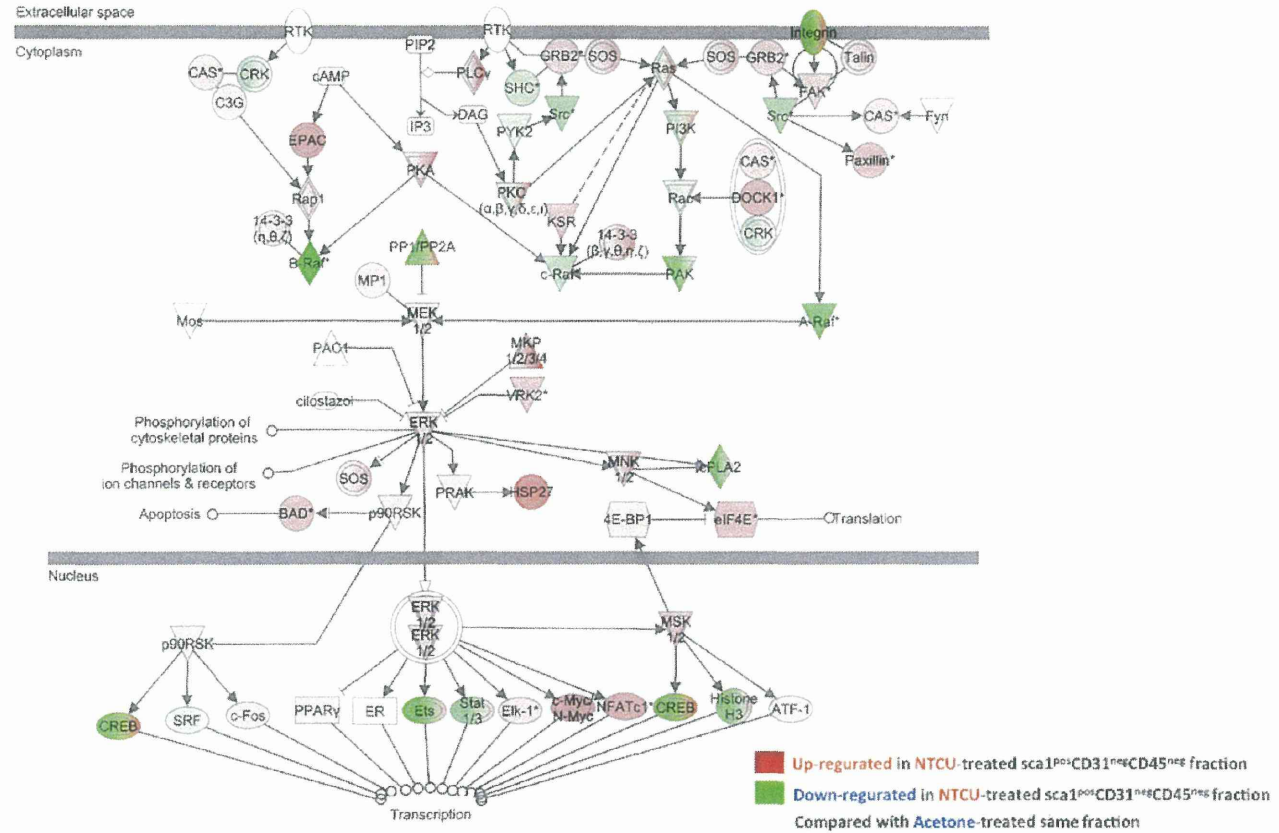 Extracellular space
Cytoplasm
RTK
RTK
Integrin
PIP2
GRB2*
SOS
Ras
SOS
GRB2*
Talin
CAS*
CRK
cAMP
PLCγ
SHC*
FAK*
C3G
DAG
Src*
Src*
CAS*
Fyn
IP3
PYK2
PI3K
EPAC
PKA
CAS*
Paxillin*
Rap1
PKC
(α,β,γ,δ,ε,ι)
Rac
DOCK1*
KSR
14-3-3
(η,θ,ζ)
14-3-3
(β,γ,θ,η,ζ)
CRK
PP1/PP2A
B-Raf*
c-Raf
PAK
MP1
Mos
MEK
1/2
A-Raf*
PAC1
MKP
1/2/3/4
VRK2*
cilostazol
ERK
1/2
Phosphorylation of
cytoskeletal proteins
Phosphorylation of
ion channels & receptors
SOS
MNK
1/2
cPLA2
PRAK
HSP27
Apoptosis
BAD*
p90RSK
4E-BP1
eIF4E*
Translation
Nucleus
ERK
1/2
ERK
1/2
MSK
1/2
p90RSK
CREB
SRF
c-Fos
PPARγ
ER
Ets
Stat
1/3
Elk-1*
c-Myc/
N-Myc
NFATc1*
CREB
Histone
H3
ATF-1
Transcription
Up-regurated in NTCU-treated sca1posCD31negCD45neg fraction
Down-regurated in NTCU-treated sca1posCD31negCD45neg fraction
Compared with Acetone-treated same fraction